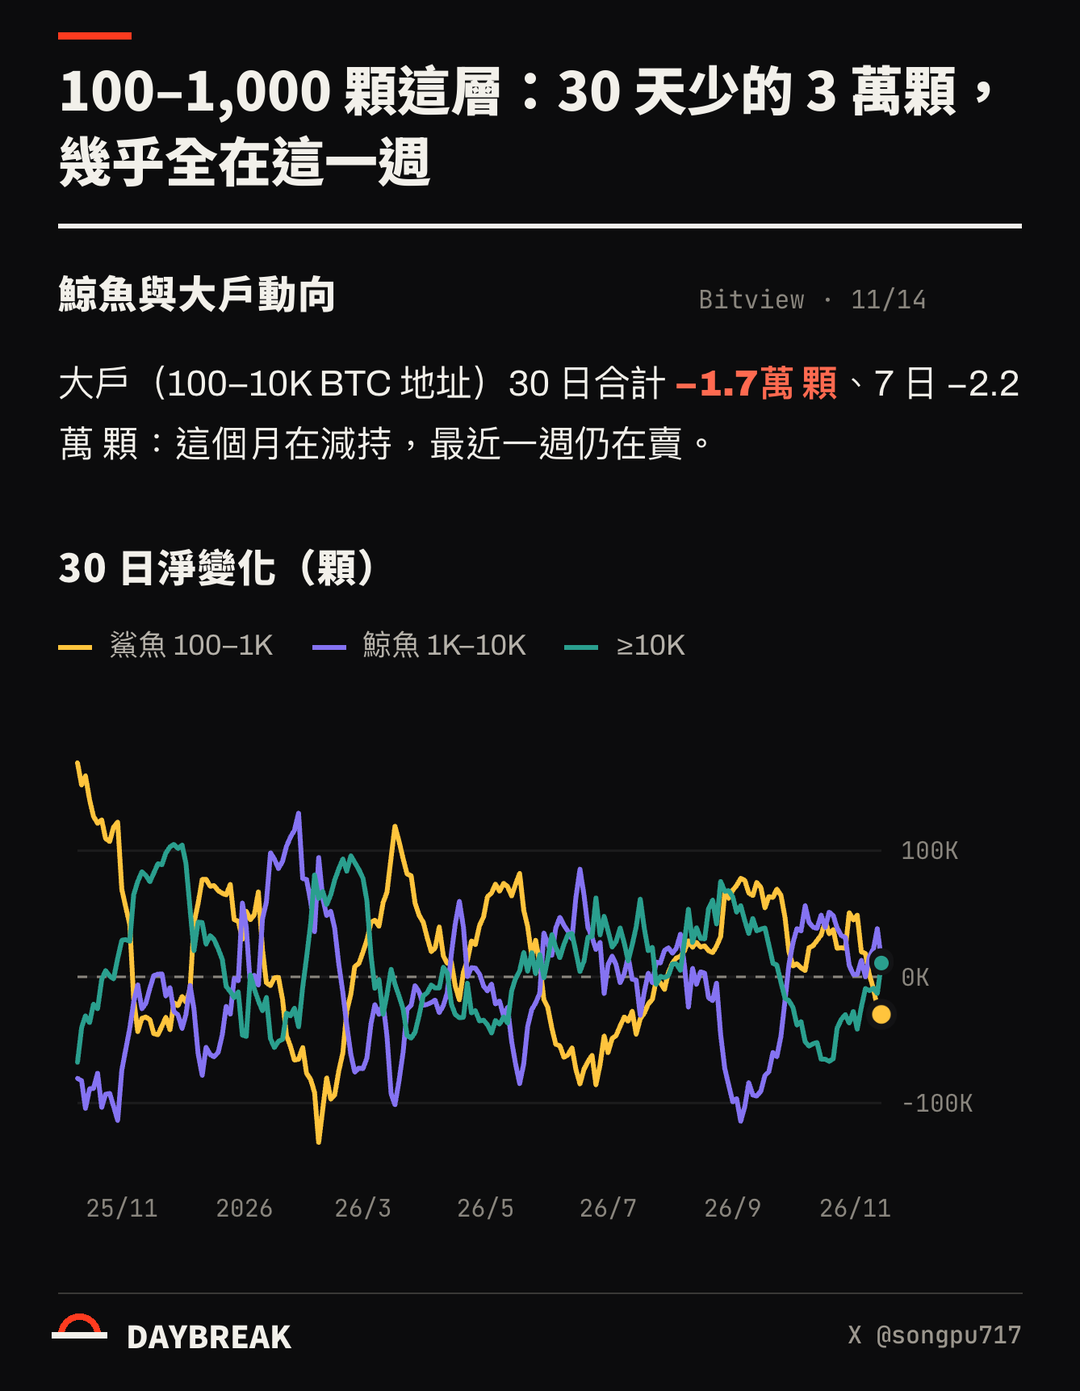 100–1,000 顆這層：30 天少的 3 萬顆，
幾乎全在這一週
鯨魚與大戶動向
Bitview · 11/14
大戶（100–10K BTC 地址）30 日合計 −1.7萬 顆、7 日 −2.2
萬 顆：這個月在減持，最近一週仍在賣。
30 日淨變化（顆）
鯊魚 100–1K 鯨魚 1K–10K ≥10K
100K
0K
-100K
25/11 2026 26/3 26/5 26/7 26/9 26/11
DAYBREAK
X @songpu717